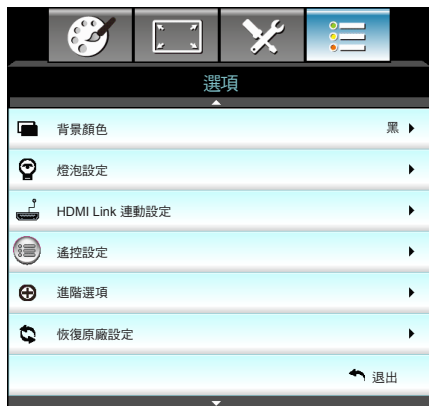 選項
背景顏色 黑
燈泡設定
HDMI Link 連動設定
遙控設定
進階選項
恢復原廠設定
退出